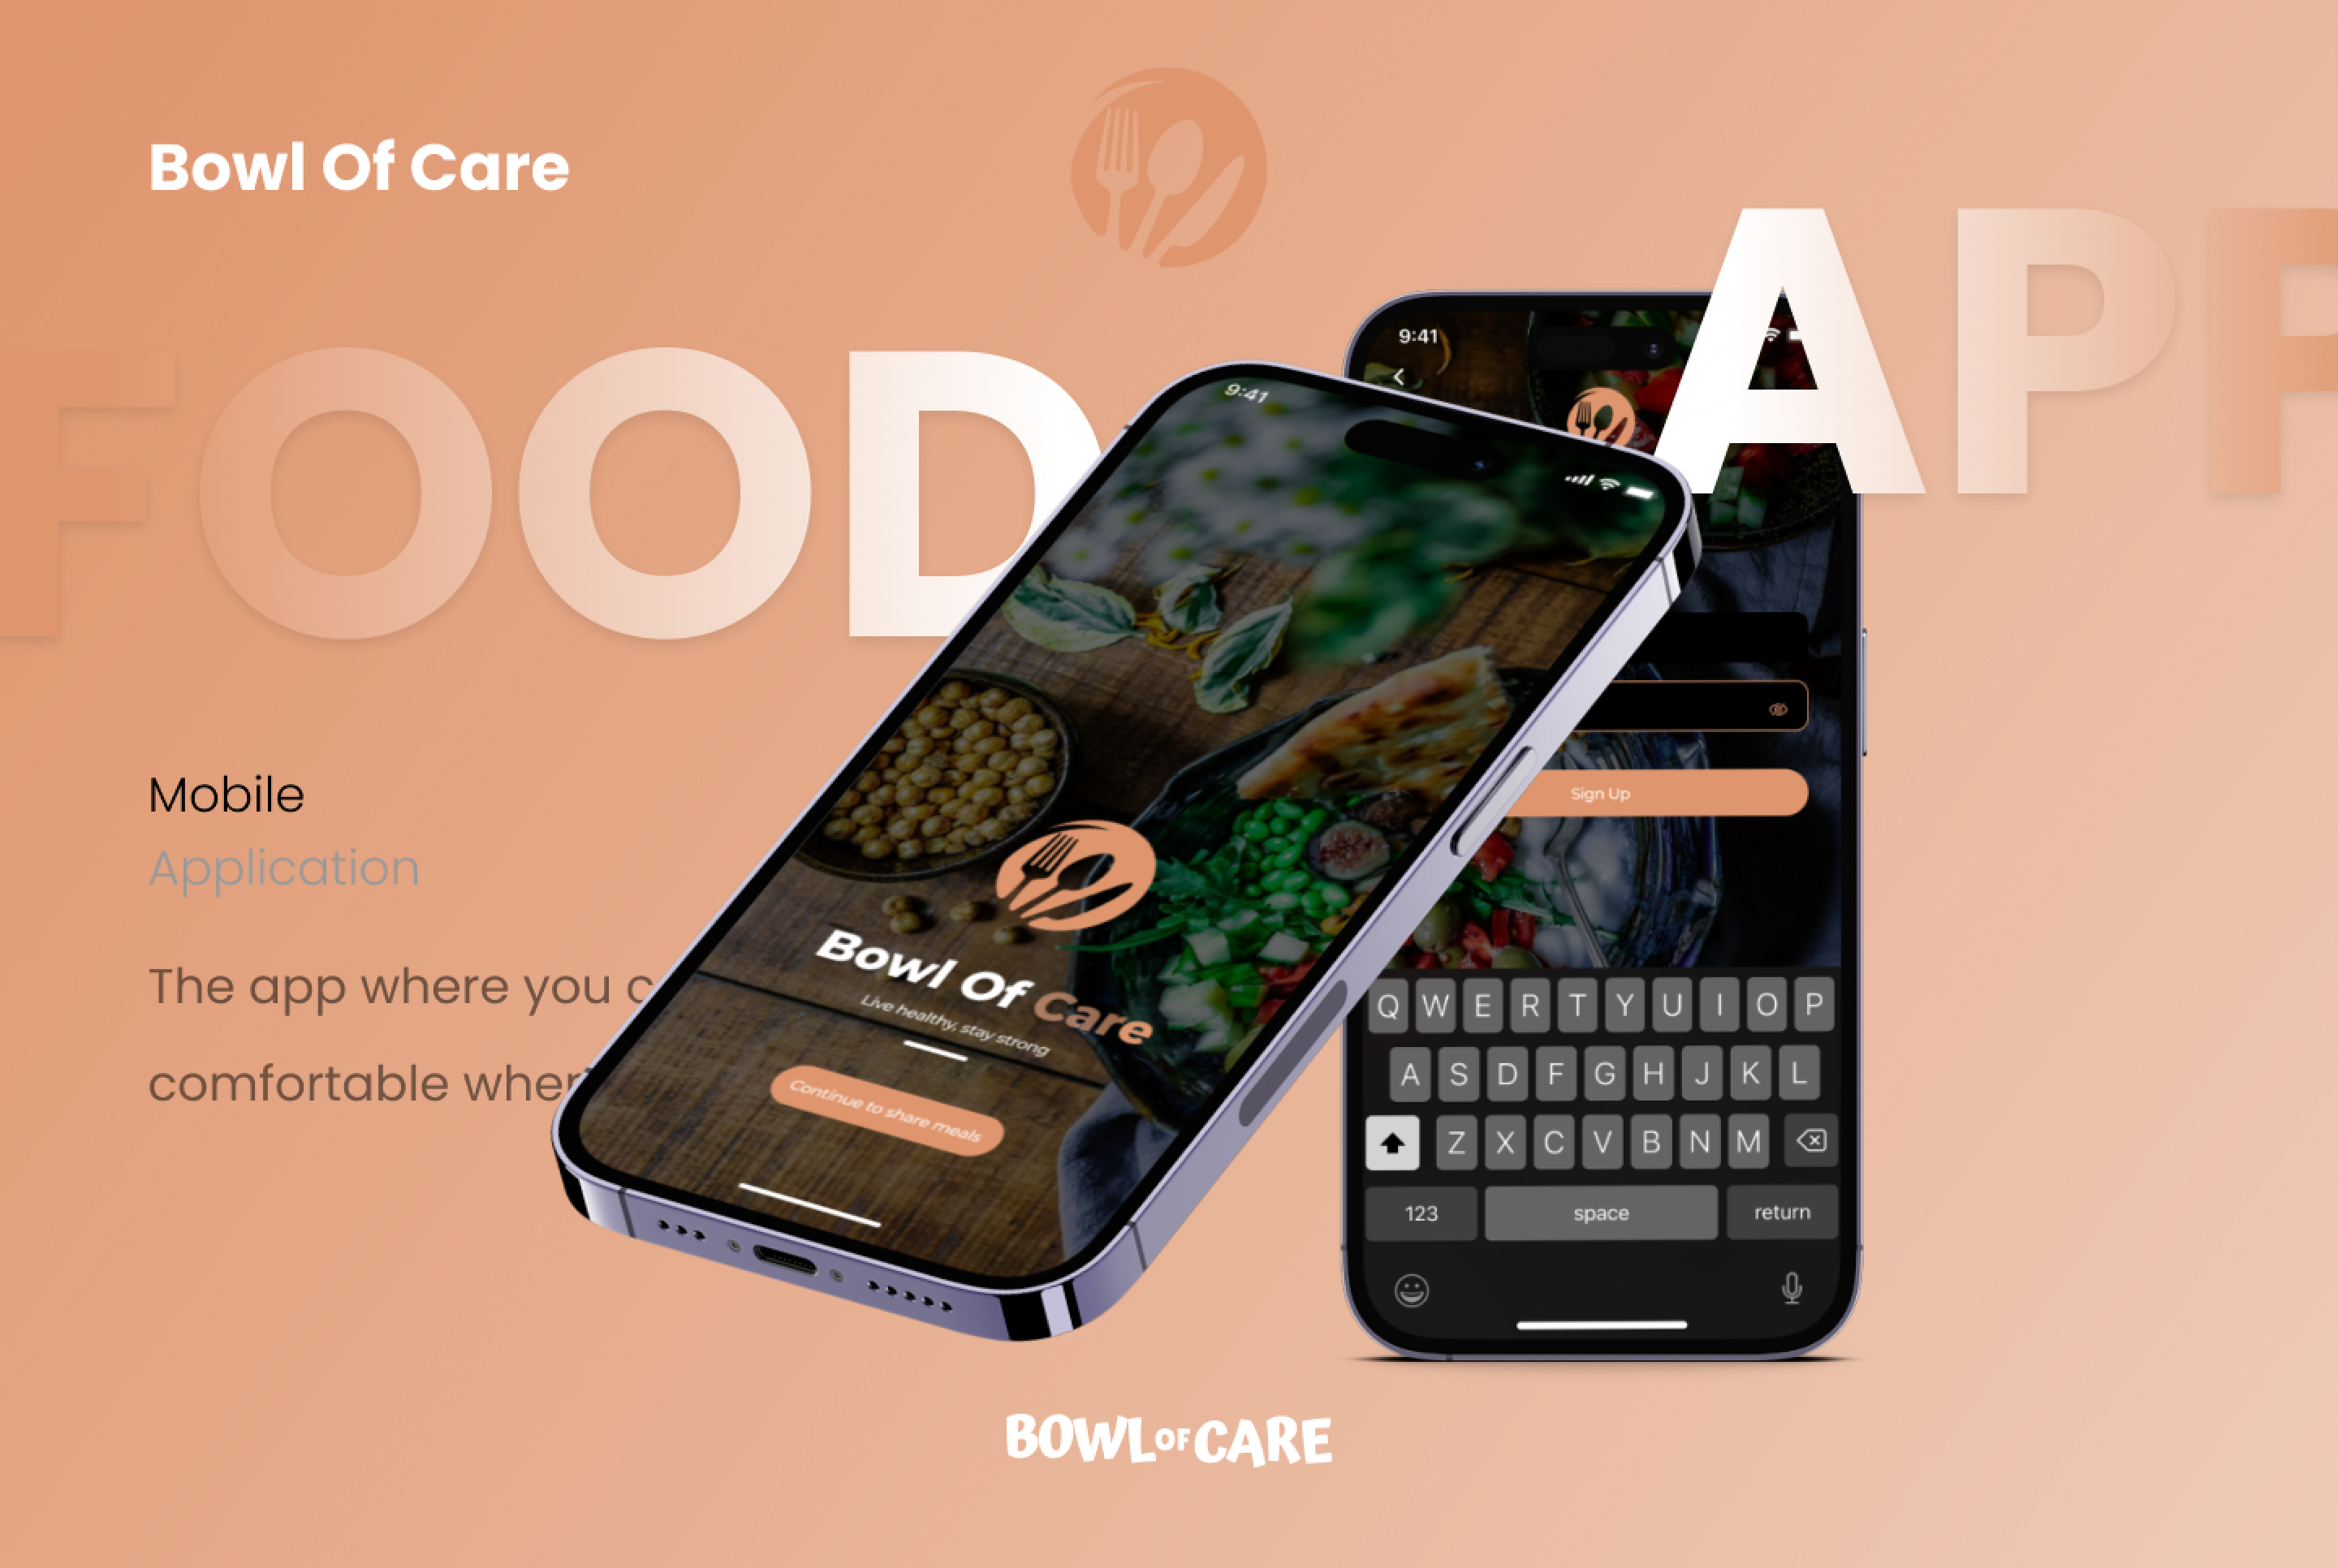 Bowl Of Care
FOOD
APP
Mobile
Application
The app where you
comfortable
9:41
Bowl Of Care
Live healthy, stay strong
Continue to share meals
9:41
Sign Up
Q W E R T Y U I O P
A S D F G H J K L
Z X C V B N M
123 space return
BOWL OF CARE